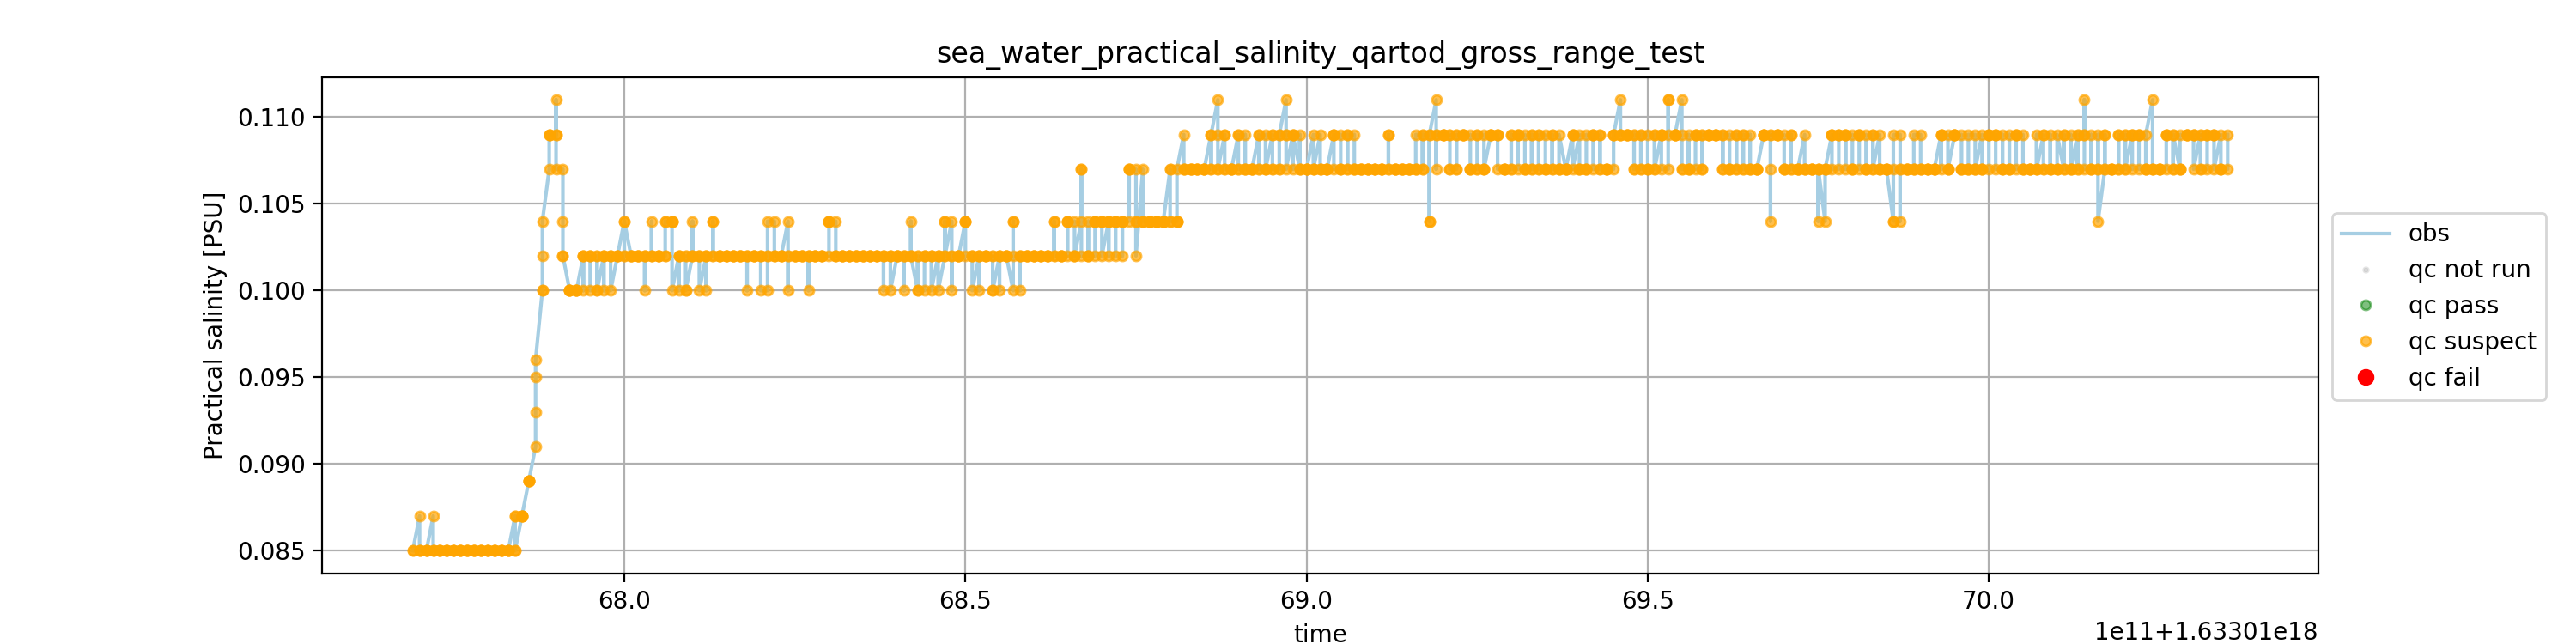 sea_water_practical_salinity_qartod_gross_range_test
Practical salinity [PSU]
0.110
0.105
0.100
0.095
0.090
0.085
68.0 68.5 69.0 69.5 70.0
time
1e11+1.63301e18
obs
qc not run
qc pass
qc suspect
qc fail